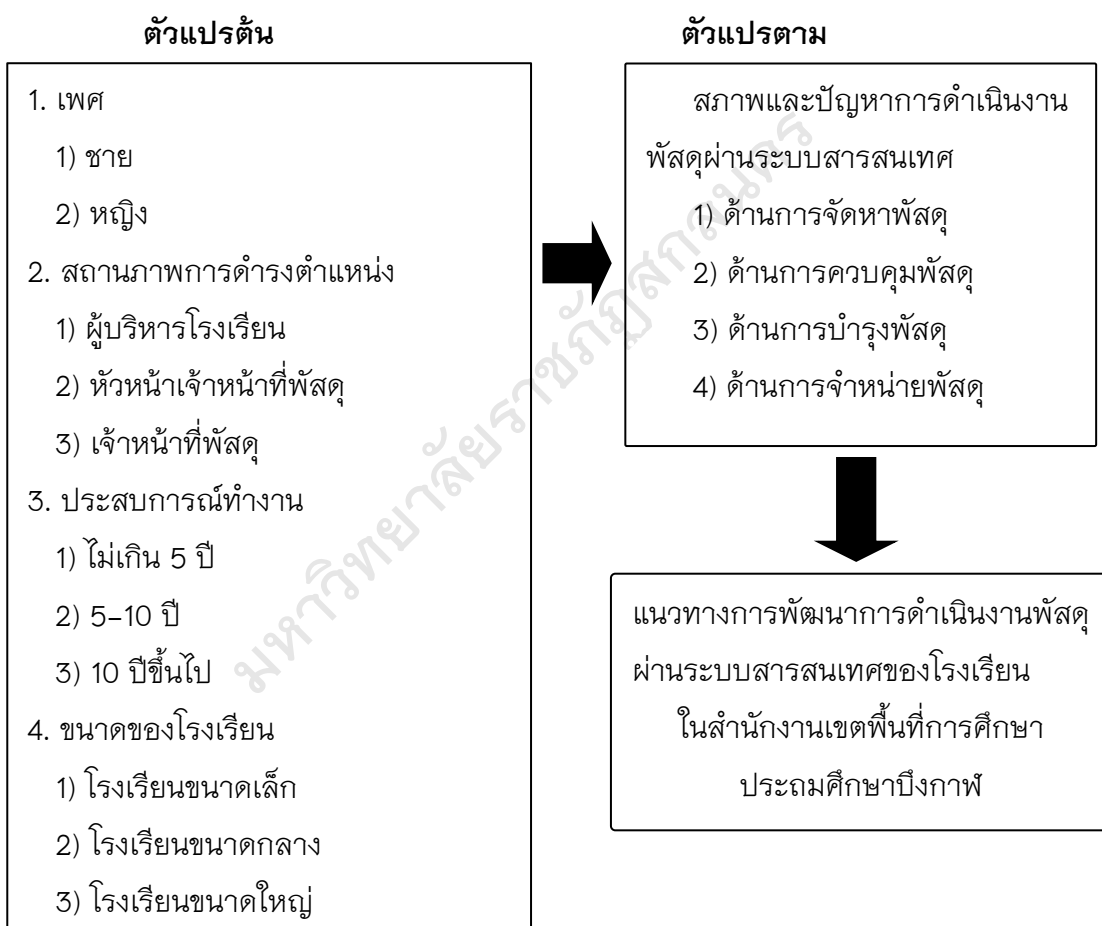 ตัวแปรต้น
1. เพศ
1) ชาย
2) หญิง
2. สถานภาพการดำรงตำแหน่ง
1) ผู้บริหารโรงเรียน
2) หัวหน้าเจ้าหน้าที่พัสดุ
3) เจ้าหน้าที่พัสดุ
3. ประสบการณ์ทำงาน
1) ไม่เกิน 5 ปี
2) 5–10 ปี
3) 10 ปีขึ้นไป
4. ขนาดของโรงเรียน
1) โรงเรียนขนาดเล็ก
2) โรงเรียนขนาดกลาง
3) โรงเรียนขนาดใหญ่
ตัวแปรตาม
สภาพและปัญหาการดำเนินงาน
พัสดุผ่านระบบสารสนเทศ
1) ด้านการจัดหาพัสดุ
2) ด้านการควบคุมพัสดุ
3) ด้านการบำรุงพัสดุ
4) ด้านการจำหน่ายพัสดุ
แนวทางการพัฒนาการดำเนินงานพัสดุ
ผ่านระบบสารสนเทศของโรงเรียน
ในสำนักงานเขตพื้นที่การศึกษา
ประถมศึกษาบึงกาฬ
มหาวิทยาลัยราชภัฏสกลนคร